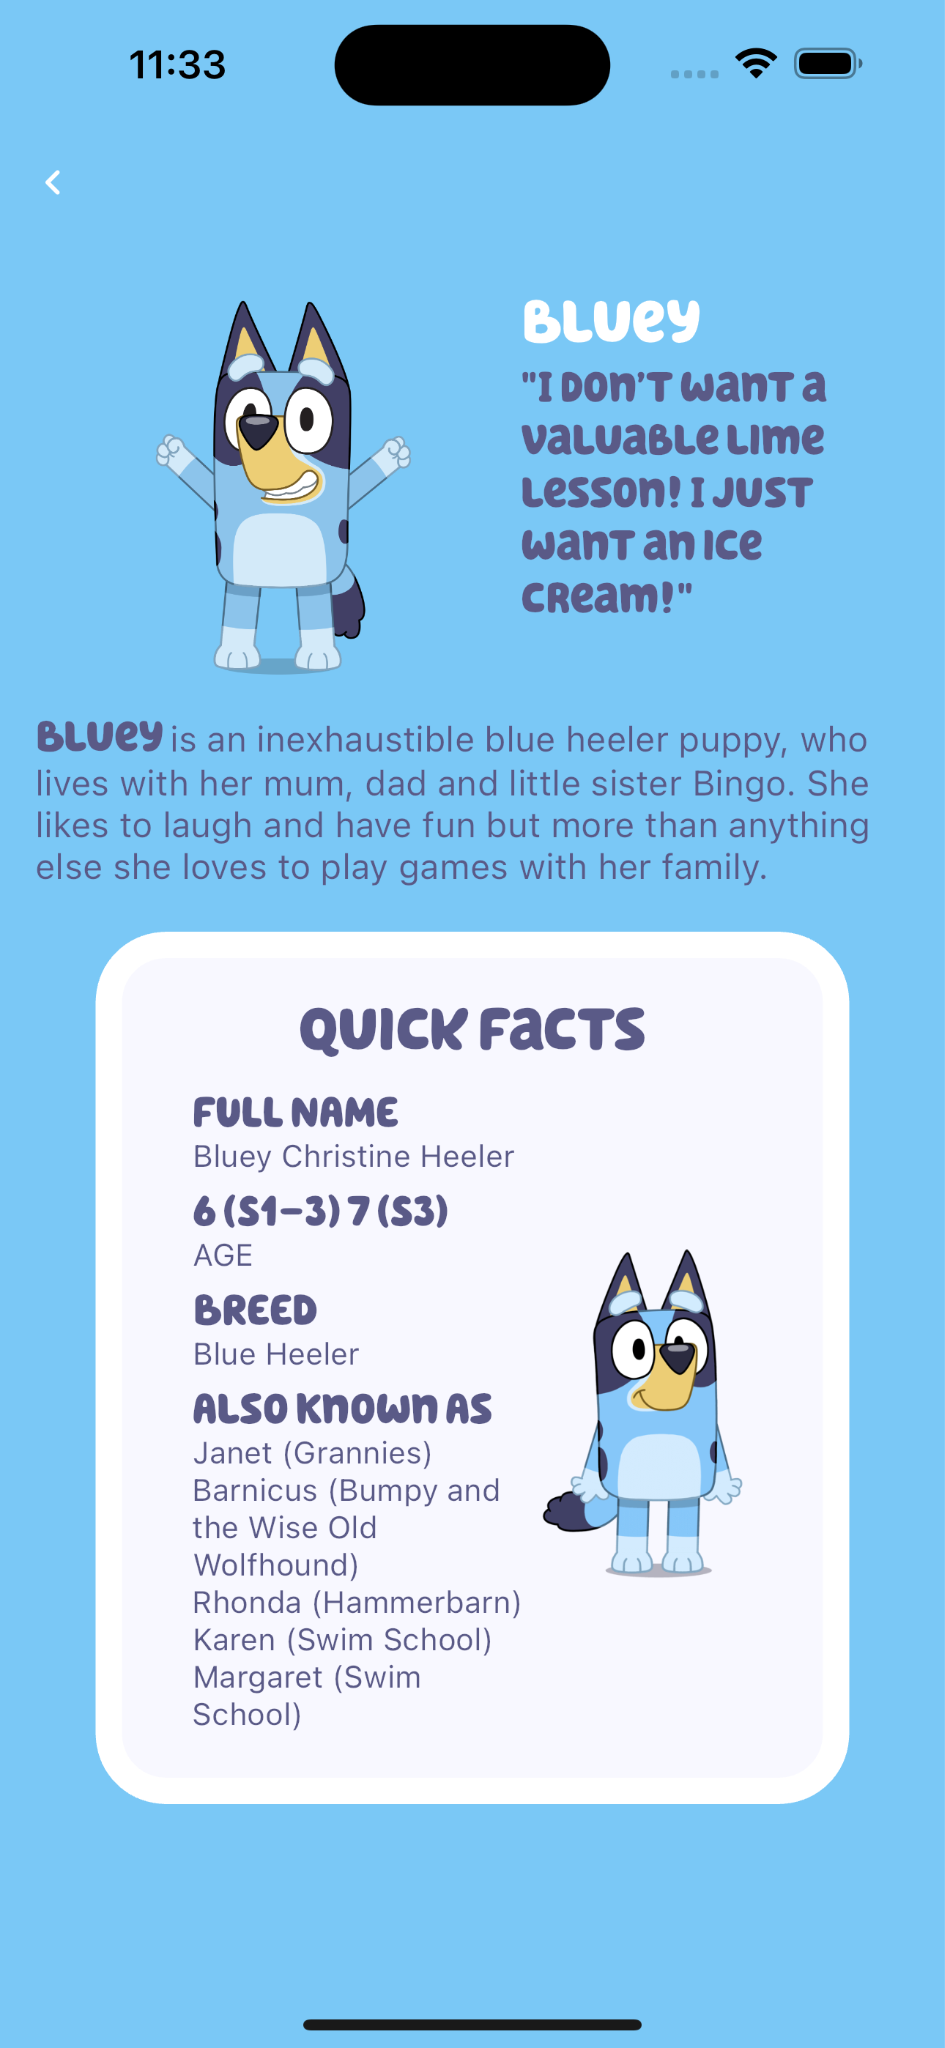 11:33
BLUEY
"I DON'T WANT A
VALUABLE LIME
LESSON! I JUST
WANT AN ICE
CREAM!"
BLUEY is an inexhaustible blue heeler puppy, who
lives with her mum, dad and little sister Bingo. She
likes to laugh and have fun but more than anything
else she loves to play games with her family.
QUICK FACTS
FULL NAME
Bluey Christine Heeler
6 (S1-3) 7 (S3)
AGE
BREED
Blue Heeler
ALSO KNOWN AS
Janet (Grannies)
Barnicus (Bumpy and
the Wise Old
Wolfhound)
Rhonda (Hammerbarn)
Karen (Swim School)
Margaret (Swim
School)